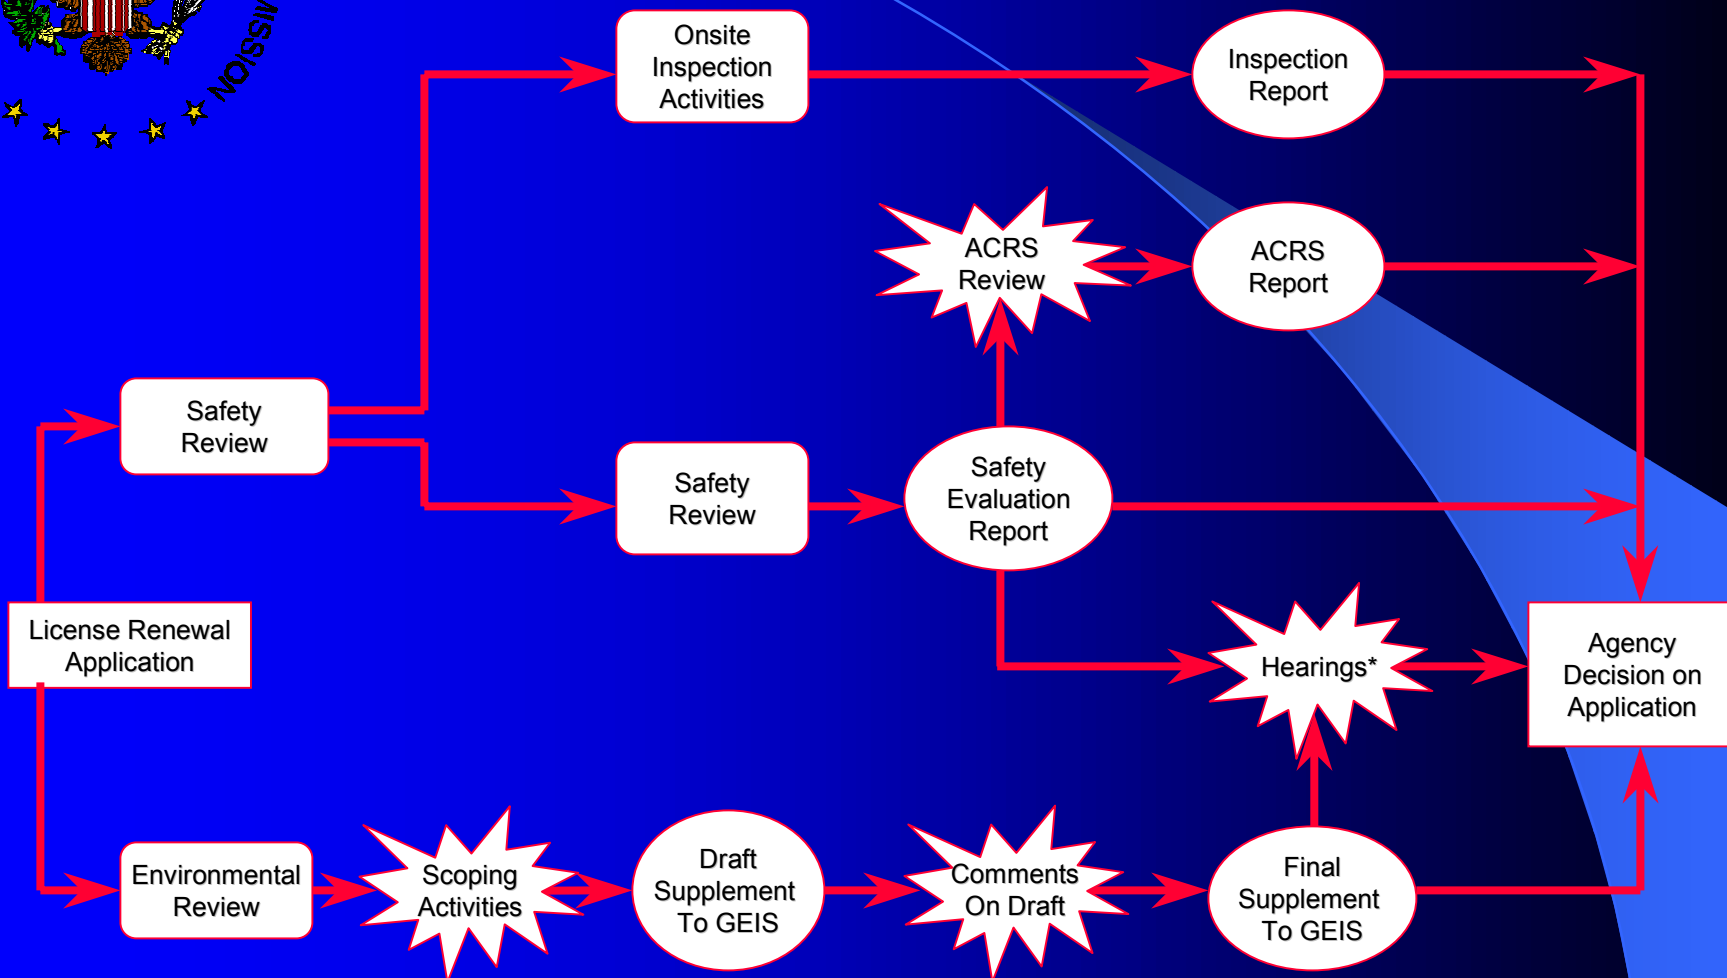 MISSION
Onsite
Inspection
Activities
Inspection
Report
ACRS
Review
ACRS
Report
Safety
Review
Safety
Review
Safety
Evaluation
Report
License Renewal
Application
Hearings*
Agency
Decision on
Application
Environmental
Review
Scoping
Activities
Draft
Supplement
To GEIS
Comments
On Draft
Final
Supplement
To GEIS